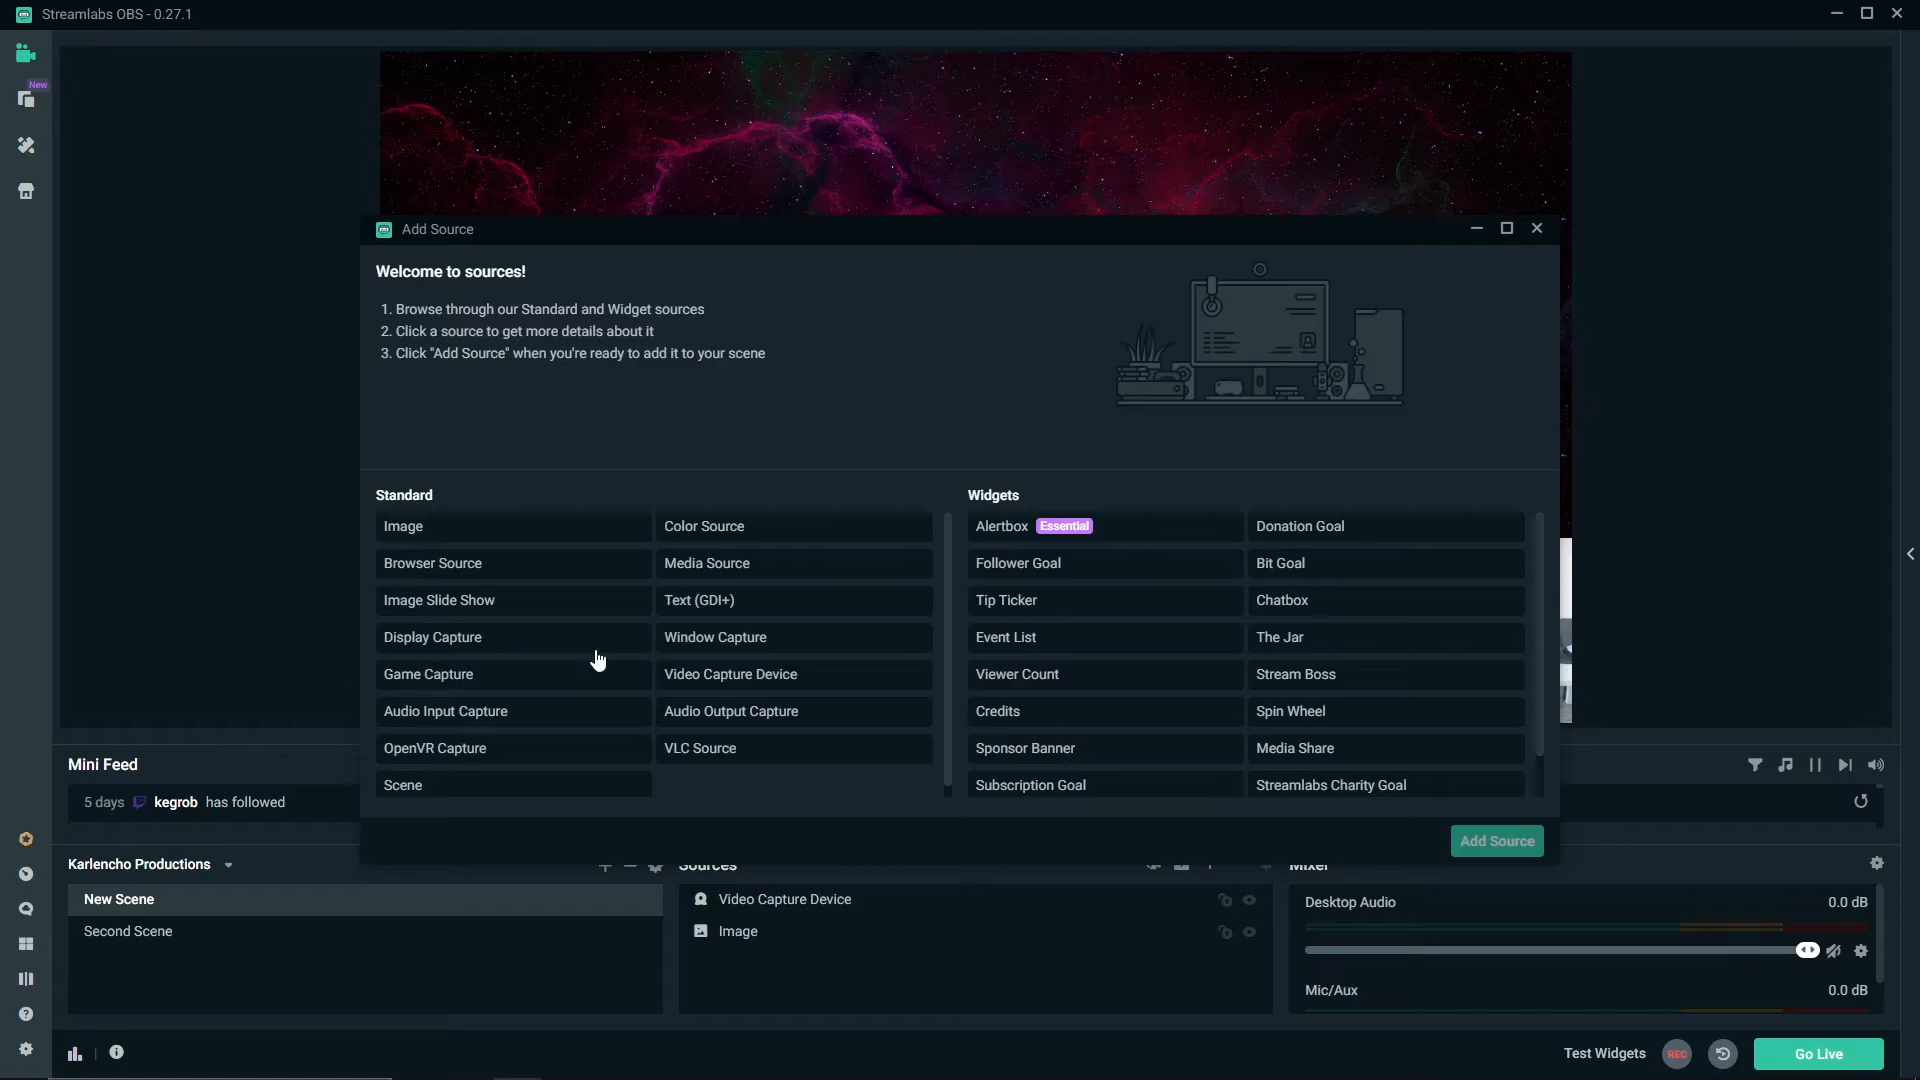 Streamlabs OBS - 0.27.1
New
Add Source
Welcome to sources!
1. Browse through our Standard and Widget sources
2. Click a source to get more details about it
3. Click "Add Source" when you're ready to add it to your scene
Standard
Image
Color Source
Browser Source
Media Source
Image Slide Show
Text (GDI+)
Display Capture
Window Capture
Game Capture
Video Capture Device
Audio Input Capture
Audio Output Capture
OpenVR Capture
VLC Source
Scene
Widgets
Alertbox Essential
Donation Goal
Follower Goal
Bit Goal
Tip Ticker
Chatbox
Event List
The Jar
Viewer Count
Stream Boss
Credits
Spin Wheel
Sponsor Banner
Media Share
Subscription Goal
Streamlabs Charity Goal
Add Source
Mini Feed
5 days kegrob has followed
Karlencho Productions
New Scene
Second Scene
Sources
Video Capture Device
Image
Mixer
Desktop Audio 0.0 dB
Mic/Aux 0.0 dB
Test Widgets
REC
Go Live